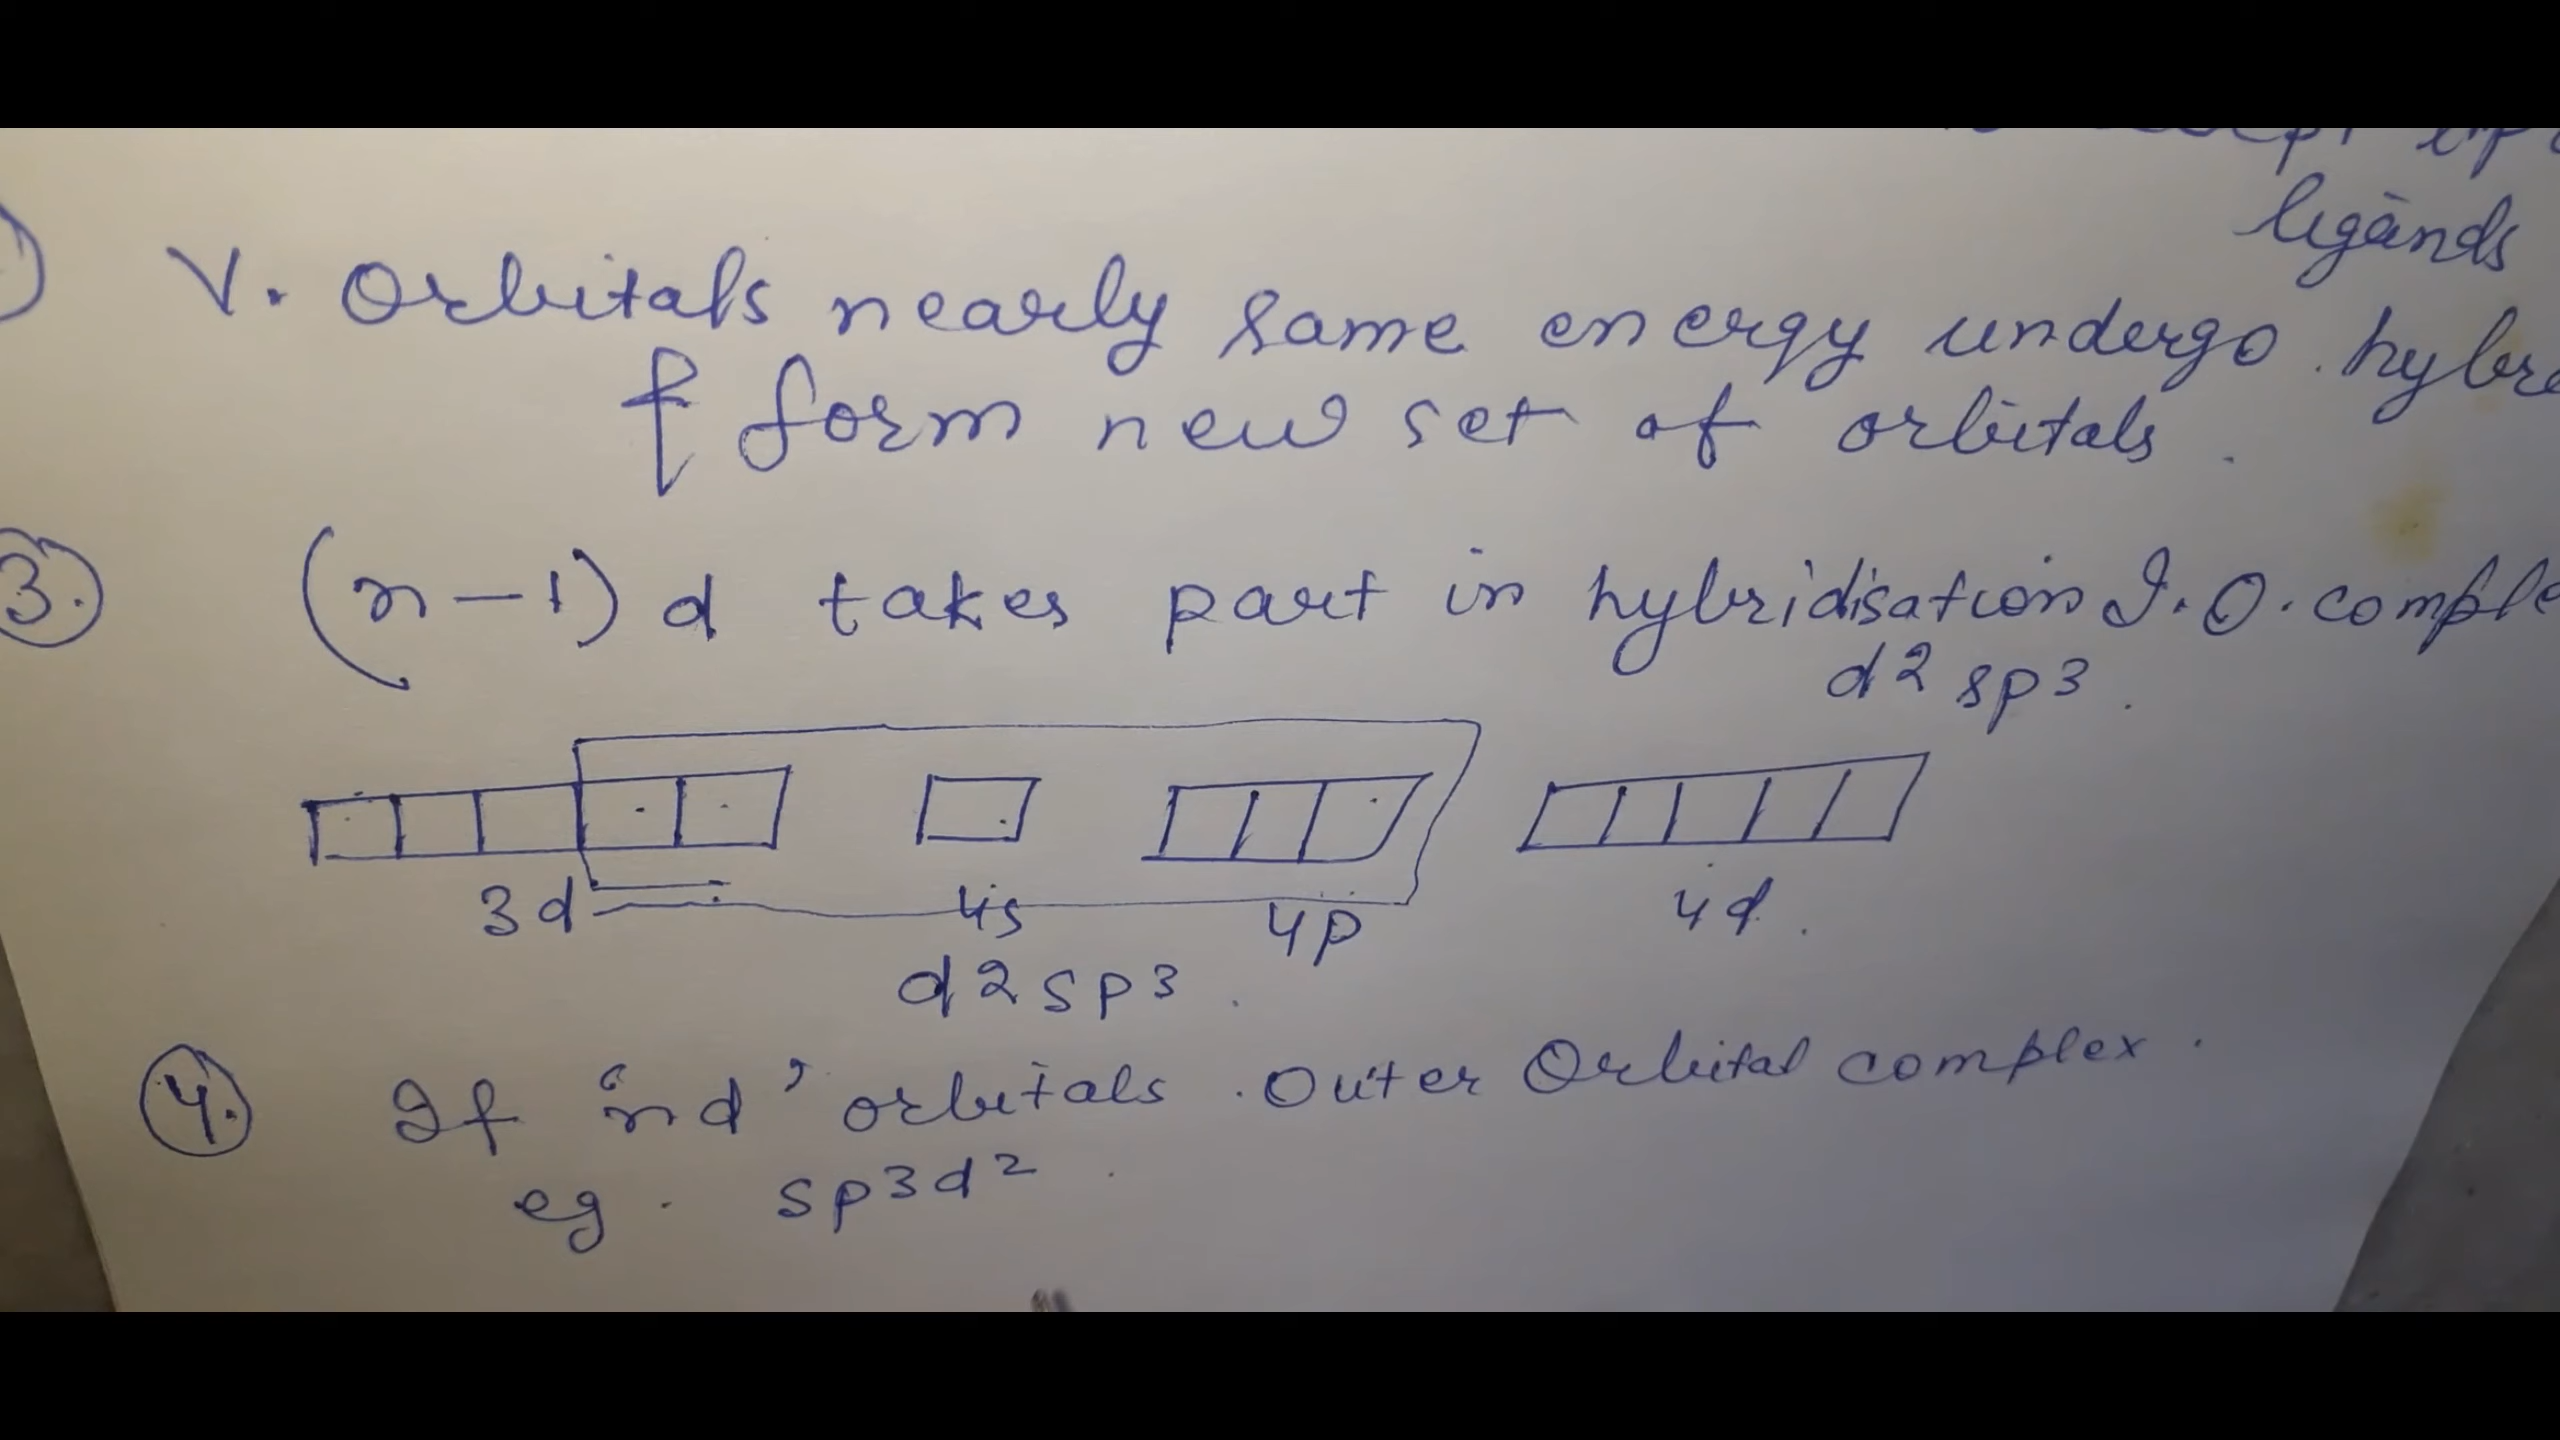 ligands
V. Orbitals nearly same energy undergo hybr
& form new set of orbitals.
3. (n-1) d takes part in hybridisation I.O. comple
d2 sp3.
3d 4s 4p 4d.
d2sp3.
4. If 'nd' orbitals. Outer Orbital complex.
eg. sp3d2